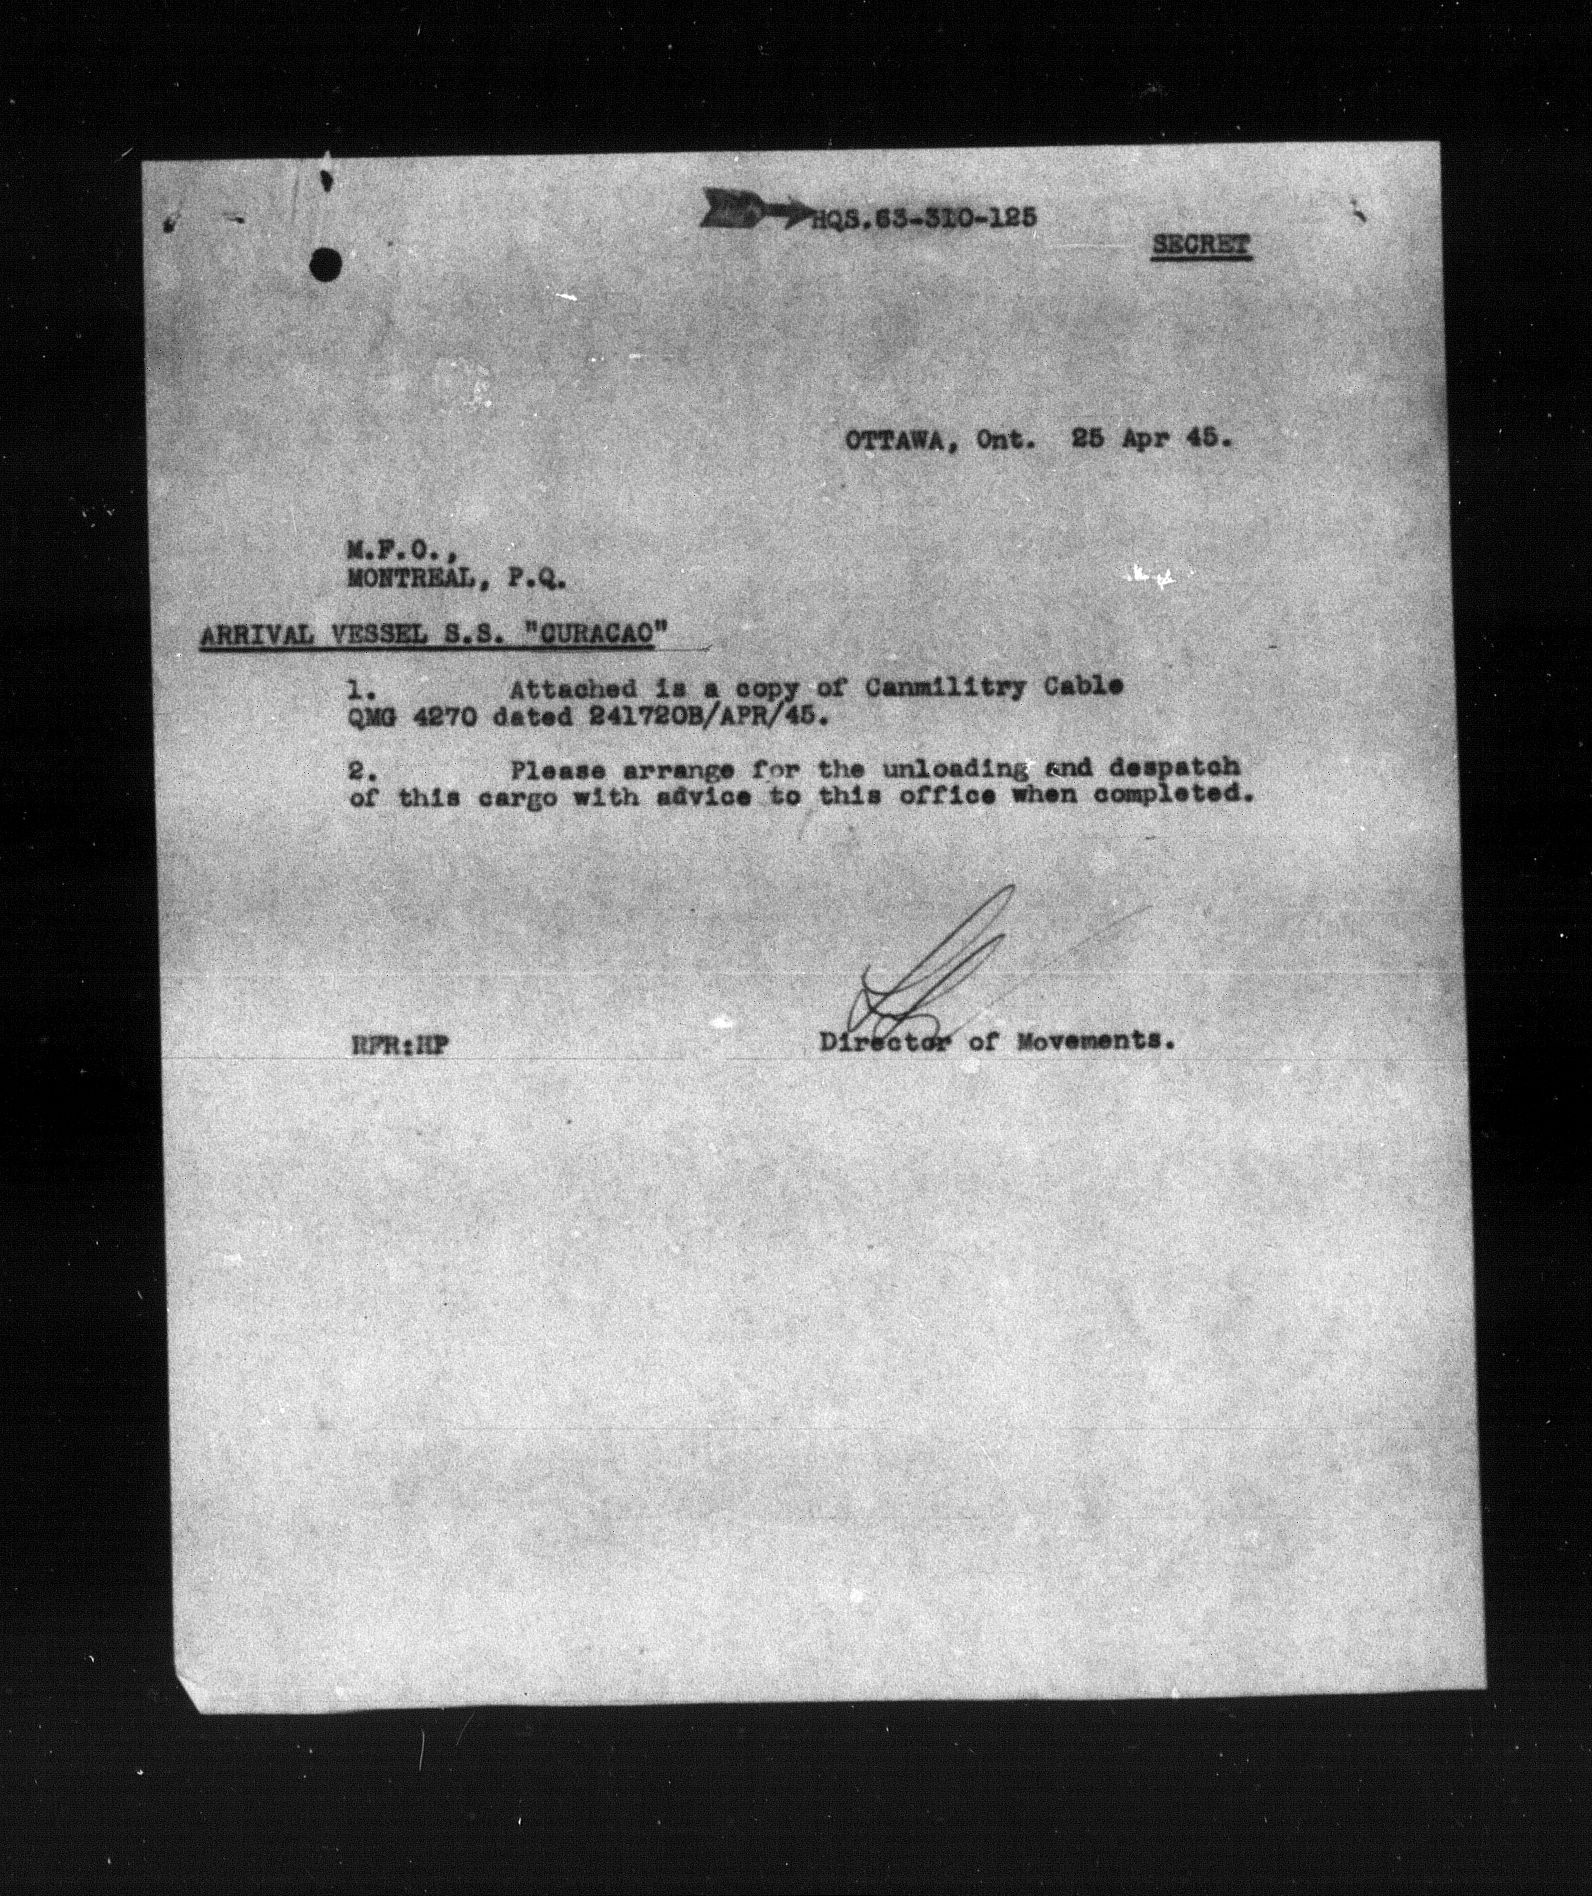 HQS.63-310-125
SECRET
OTTAWA, Ont. 25 Apr 45.
M.F.O.,
MONTREAL, P.Q.
ARRIVAL VESSEL S.S. "CURACAO"
1. Attached is a copy of Canmilitry Cable
QMG 4270 dated 241720B/APR/45.
2. Please arrange for the unloading and despatch
of this cargo with advice to this office when completed.
RFR:HP
Director of Movements.